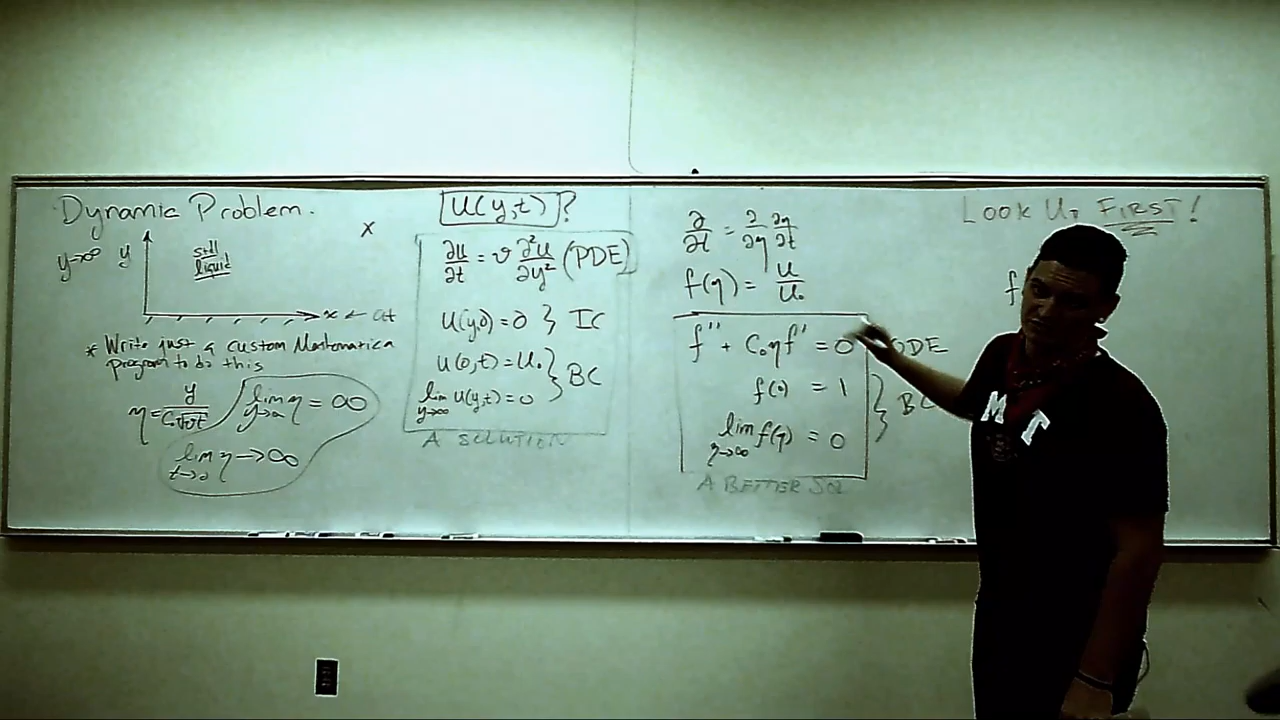 Dynamic Problem.
y→∞ y
still
liquid
x
* Write just a custom Mathematica
program to do this
η = y / (C₀√νt)
lim y→∞ η = ∞
lim t→0 η → ∞
x
U(y,t) ?
∂u/∂t = ν ∂²u/∂y² (PDE)
U(y,0) = 0 } IC
U(0,t) = U₀
lim y→∞ U(y,t) = 0
} BC
A SOLUTION
∂/∂t = ∂/∂η ∂η/∂t
f(η) = u/U₀
f'' + C₀ηf' = 0 ODE
f(0) = 1
lim η→∞ f(η) = 0
} BC
A BETTER SOL
LOOK UP FIRST!
f
M T